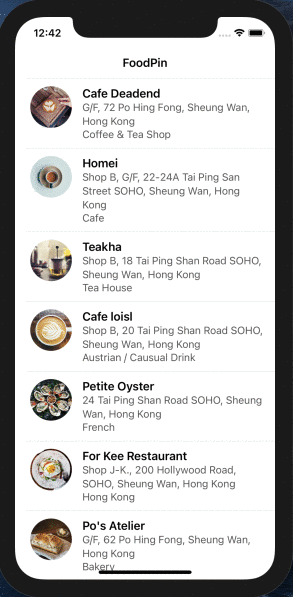 12:42
FoodPin
Cafe Deadend
G/F, 72 Po Hing Fong, Sheung Wan,
Hong Kong
Coffee & Tea Shop
Homei
Shop B, G/F, 22-24A Tai Ping San
Street SOHO, Sheung Wan, Hong
Kong
Cafe
Teakha
Shop B, 18 Tai Ping Shan Road SOHO,
Sheung Wan, Hong Kong
Tea House
Cafe loisl
Shop B, 20 Tai Ping Shan Road SOHO,
Sheung Wan, Hong Kong
Austrian / Causual Drink
Petite Oyster
24 Tai Ping Shan Road SOHO, Sheung
Wan, Hong Kong
French
For Kee Restaurant
Shop J-K., 200 Hollywood Road,
SOHO, Sheung Wan, Hong Kong
Hong Kong
Po's Atelier
G/F, 62 Po Hing Fong, Sheung Wan,
Hong Kong
Bakery